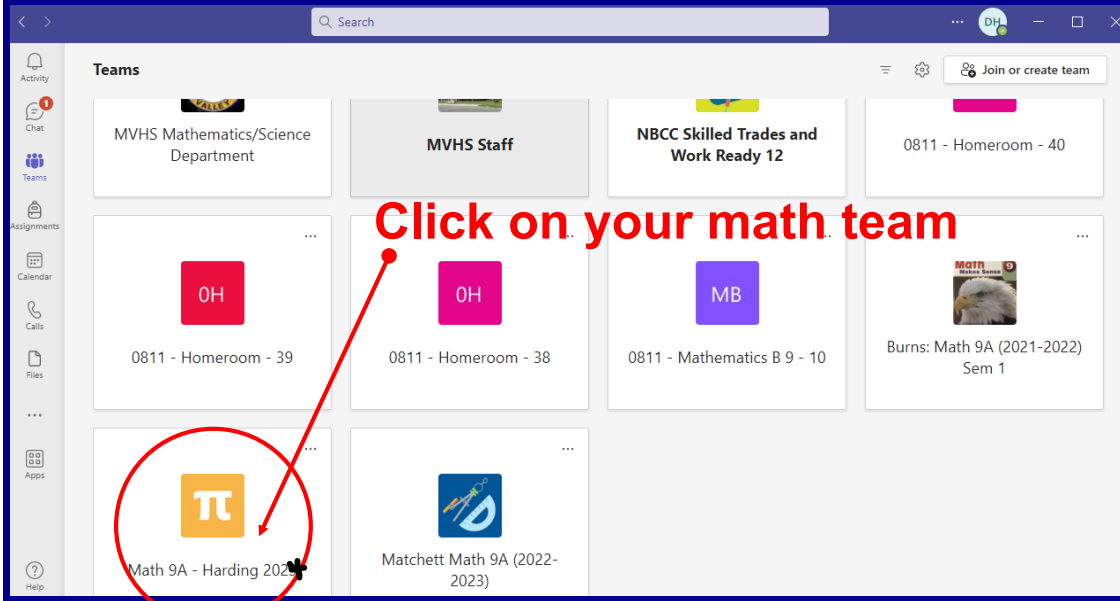 Search
DH
Activity
1
Chat
Teams
Assignments
Calendar
Calls
Files
Apps
Help
Teams
Join or create team
VALLEY
MVHS Mathematics/Science
Department
MVHS Staff
NBCC Skilled Trades and
Work Ready 12
0811 - Homeroom - 40
Click on your math team
0H
0811 - Homeroom - 39
0H
0811 - Homeroom - 38
MB
0811 - Mathematics B 9 - 10
Math 9
Makes Sense
Burns: Math 9A (2021-2022)
Sem 1
π
Math 9A - Harding 2024
Matchett Math 9A (2022-
2023)